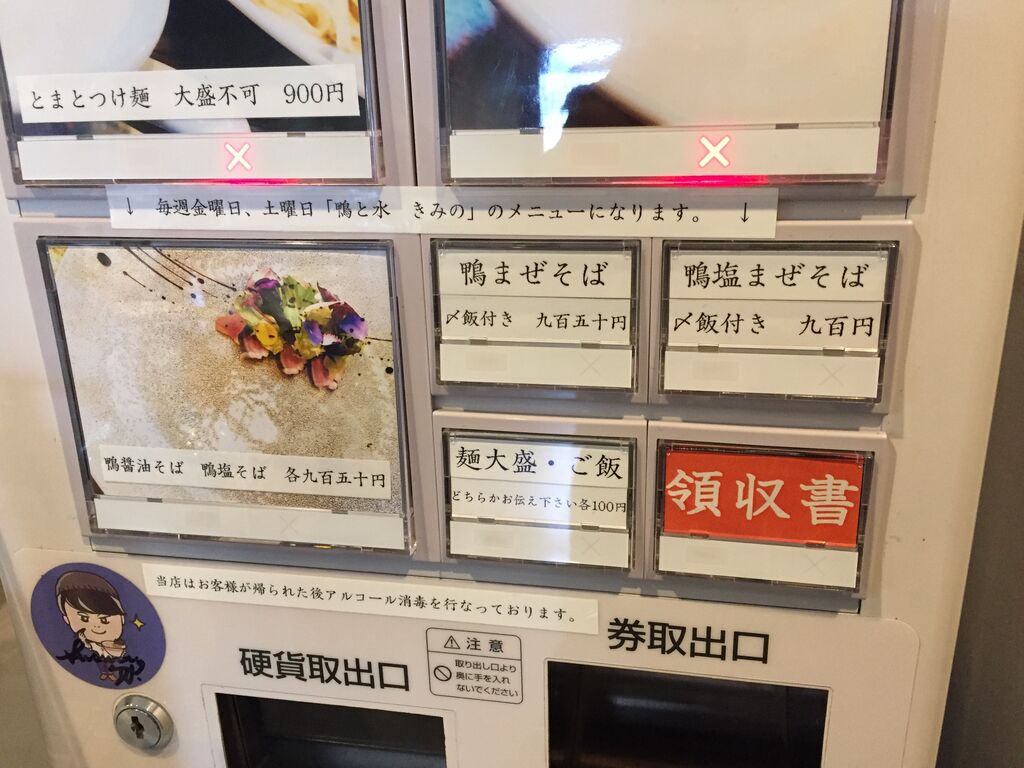 とまとつけ麺 大盛不可 900円
↓ 毎週金曜日、土曜日「鴨と水 きみの」のメニューになります。 ↓
鴨まぜそば
〆飯付き 九百五十円
鴨塩まぜそば
〆飯付き 九百円
鴨醤油そば 鴨塩そば 各九百五十円
麺大盛・ご飯
どちらかお伝え下さい各100円
領収書
当店はお客様が帰られた後アルコール消毒を行なっております。
硬貨取出口
注意
取り出し口より
奥に手を入れ
ないでください
券取出口